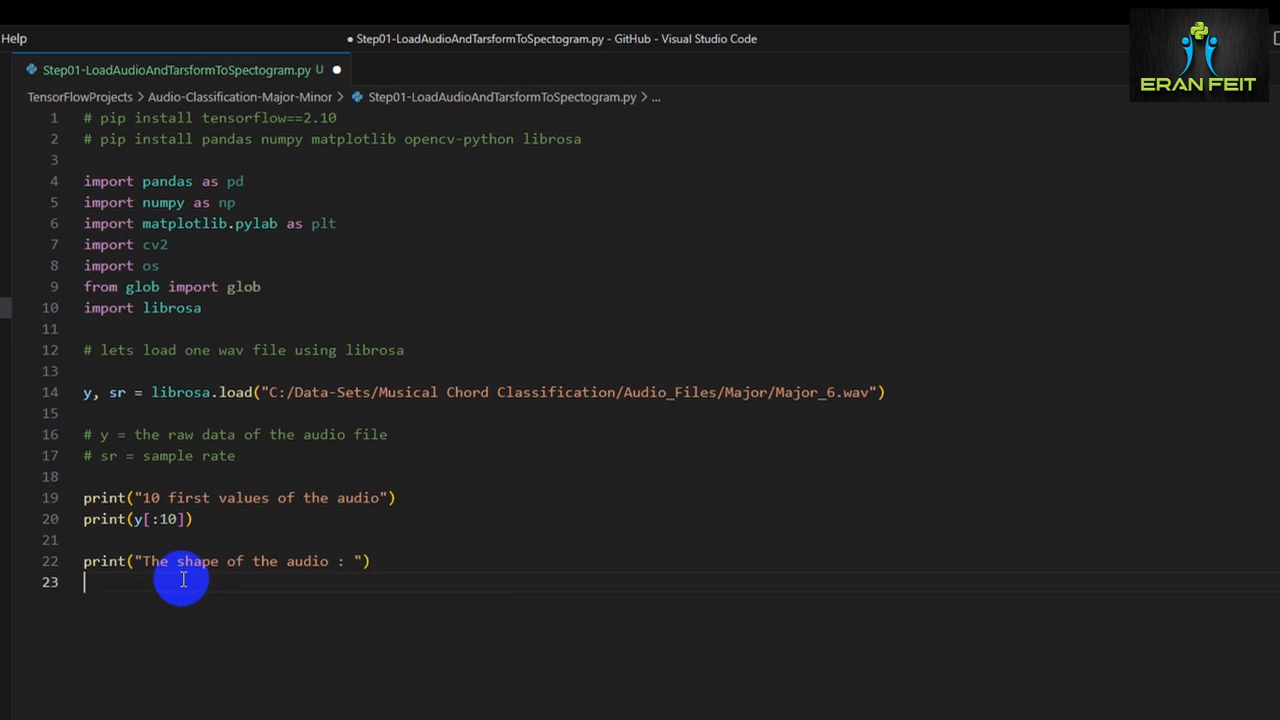 Help
● Step01-LoadAudioAndTarsformToSpectogram.py - GitHub - Visual Studio Code
ERAN FEIT
Step01-LoadAudioAndTarsformToSpectogram.py U ●
TensorFlowProjects > Audio-Classification-Major-Minor > Step01-LoadAudioAndTarsformToSpectogram.py > ...
1 # pip install tensorflow==2.10
2 # pip install pandas numpy matplotlib opencv-python librosa
3
4 import pandas as pd
5 import numpy as np
6 import matplotlib.pylab as plt
7 import cv2
8 import os
9 from glob import glob
10 import librosa
11
12 # lets load one wav file using librosa
13
14 y, sr = librosa.load("C:/Data-Sets/Musical Chord Classification/Audio_Files/Major/Major_6.wav")
15
16 # y = the raw data of the audio file
17 # sr = sample rate
18
19 print("10 first values of the audio")
20 print(y[:10])
21
22 print("The shape of the audio : ")
23